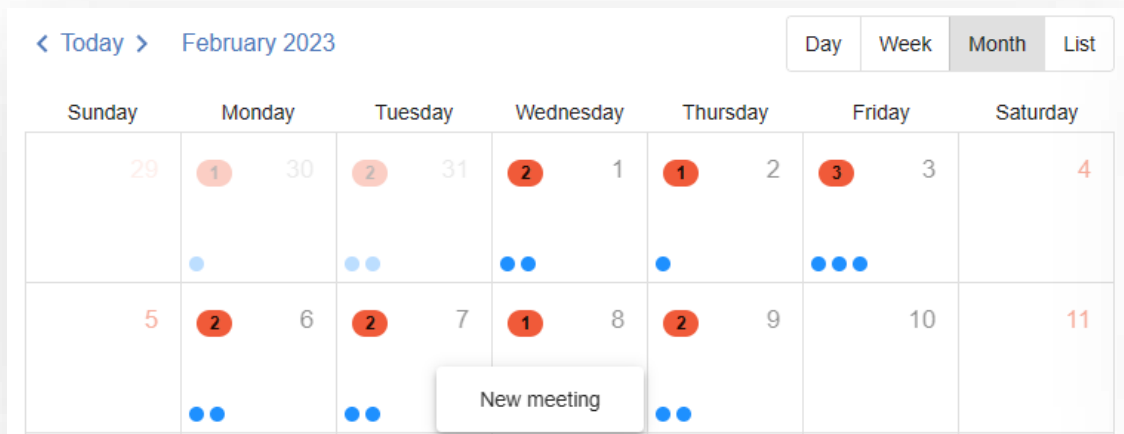 < Today > February 2023 Day Week Month List
Sunday Monday Tuesday Wednesday Thursday Friday Saturday
29 1 30 2 31 2 1 1 2 3 3 4
5 2 6 2 7 1 8 2 9 10 11
New meeting